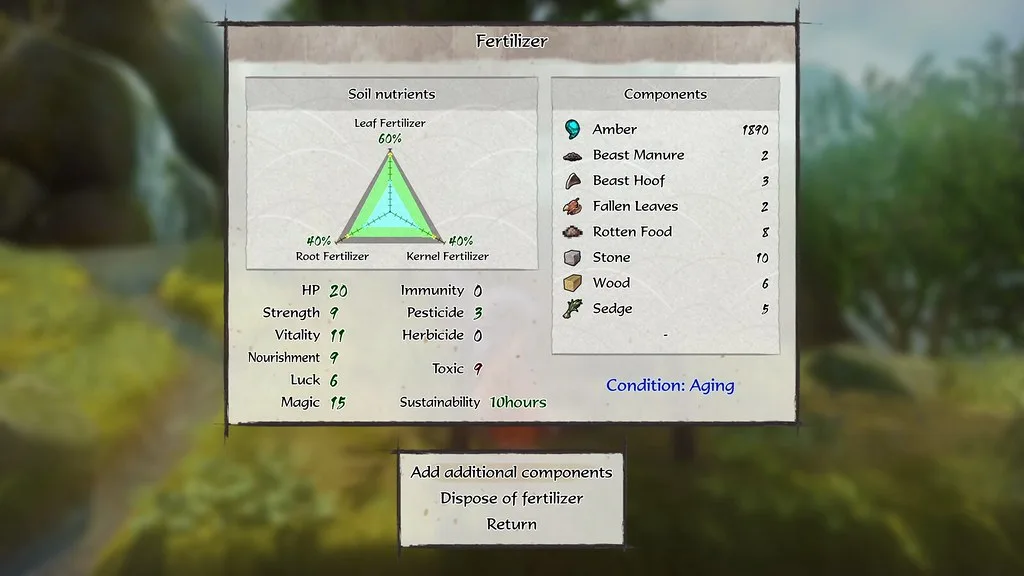 Fertilizer
Soil nutrients
Leaf Fertilizer
60%
40%
Root Fertilizer
40%
Kernel Fertilizer
HP 20
Strength 9
Vitality 11
Nourishment 9
Luck 6
Magic 15
Immunity 0
Pesticide 3
Herbicide 0
Toxic 9
Sustainability 10hours
Components
Amber 1890
Beast Manure 2
Beast Hoof 3
Fallen Leaves 2
Rotten Food 8
Stone 10
Wood 6
Sedge 5
-
Condition: Aging
Add additional components
Dispose of fertilizer
Return